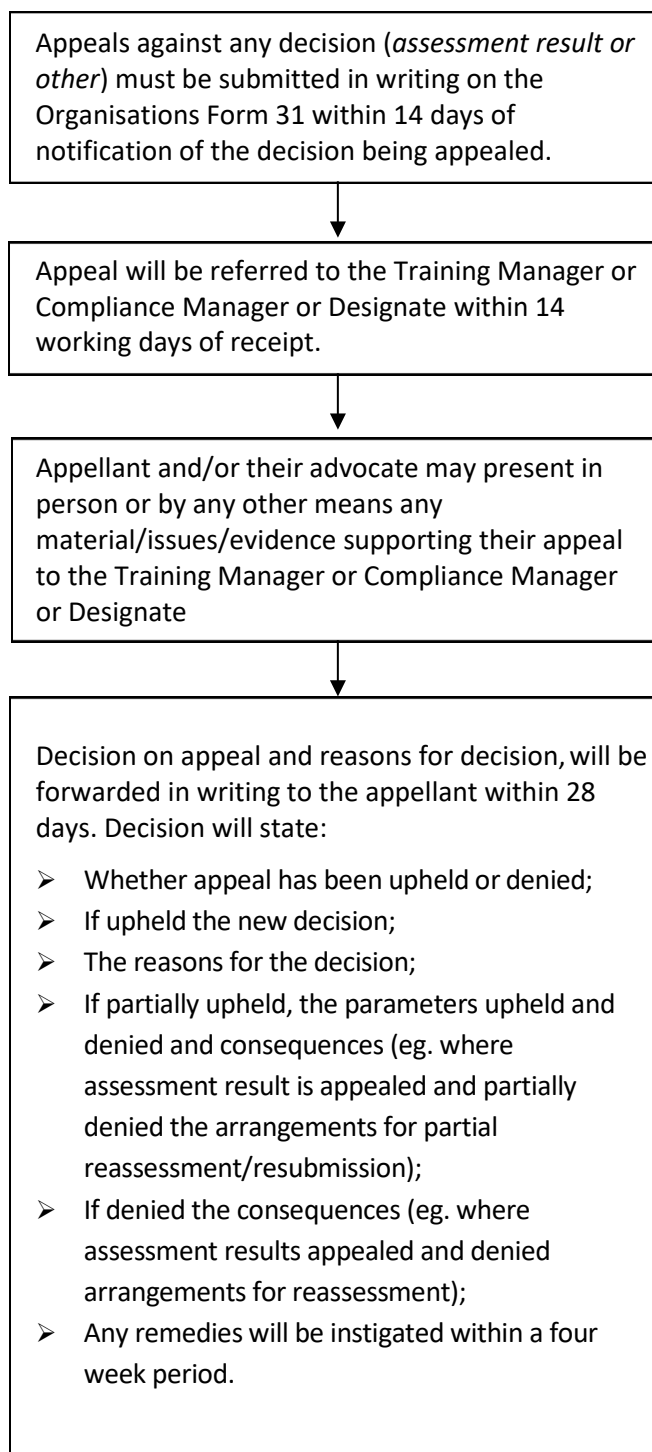 Appeals against any decision (assessment result or
other) must be submitted in writing on the
Organisations Form 31 within 14 days of
notification of the decision being appealed.
Appeal will be referred to the Training Manager or
Compliance Manager or Designate within 14
working days of receipt.
Appellant and/or their advocate may present in
person or by any other means any
material/issues/evidence supporting their appeal
to the Training Manager or Compliance Manager
or Designate
Decision on appeal and reasons for decision, will be
forwarded in writing to the appellant within 28
days. Decision will state:
➢ Whether appeal has been upheld or denied;
➢ If upheld the new decision;
➢ The reasons for the decision;
➢ If partially upheld, the parameters upheld and
denied and consequences (eg. where
assessment result is appealed and partially
denied the arrangements for partial
reassessment/resubmission);
➢ If denied the consequences (eg. where
assessment results appealed and denied
arrangements for reassessment);
➢ Any remedies will be instigated within a four
week period.